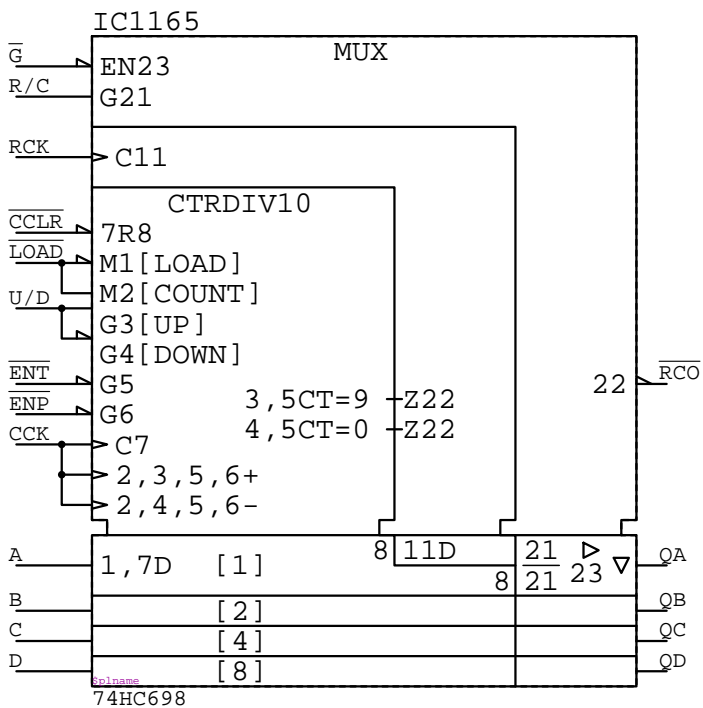 IC1165
MUX
G
EN23
R/C
G21
RCK
C11
CTRDIV10
CCLR
7R8
LOAD
M1[LOAD]
M2[COUNT]
U/D
G3[UP]
G4[DOWN]
ENT
G5
ENP
G6
3,5CT=9 Z22
22
RCO
CCK
C7
4,5CT=0 Z22
2,3,5,6+
2,4,5,6-
A
1,7D [1]
8
11D
8
21
21
23
QA
B
[2]
QB
C
[4]
QC
D
[8]
QD
$plname
74HC698